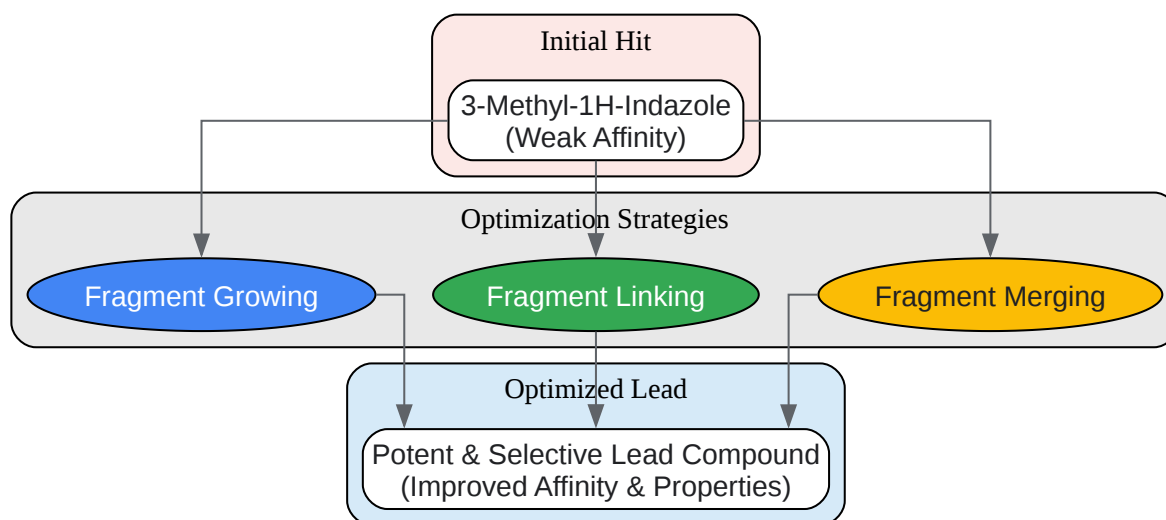 Initial Hit
3-Methyl-1H-Indazole
(Weak Affinity)
Optimization Strategies
Fragment Growing
Fragment Linking
Fragment Merging
Optimized Lead
Potent & Selective Lead Compound
(Improved Affinity & Properties)